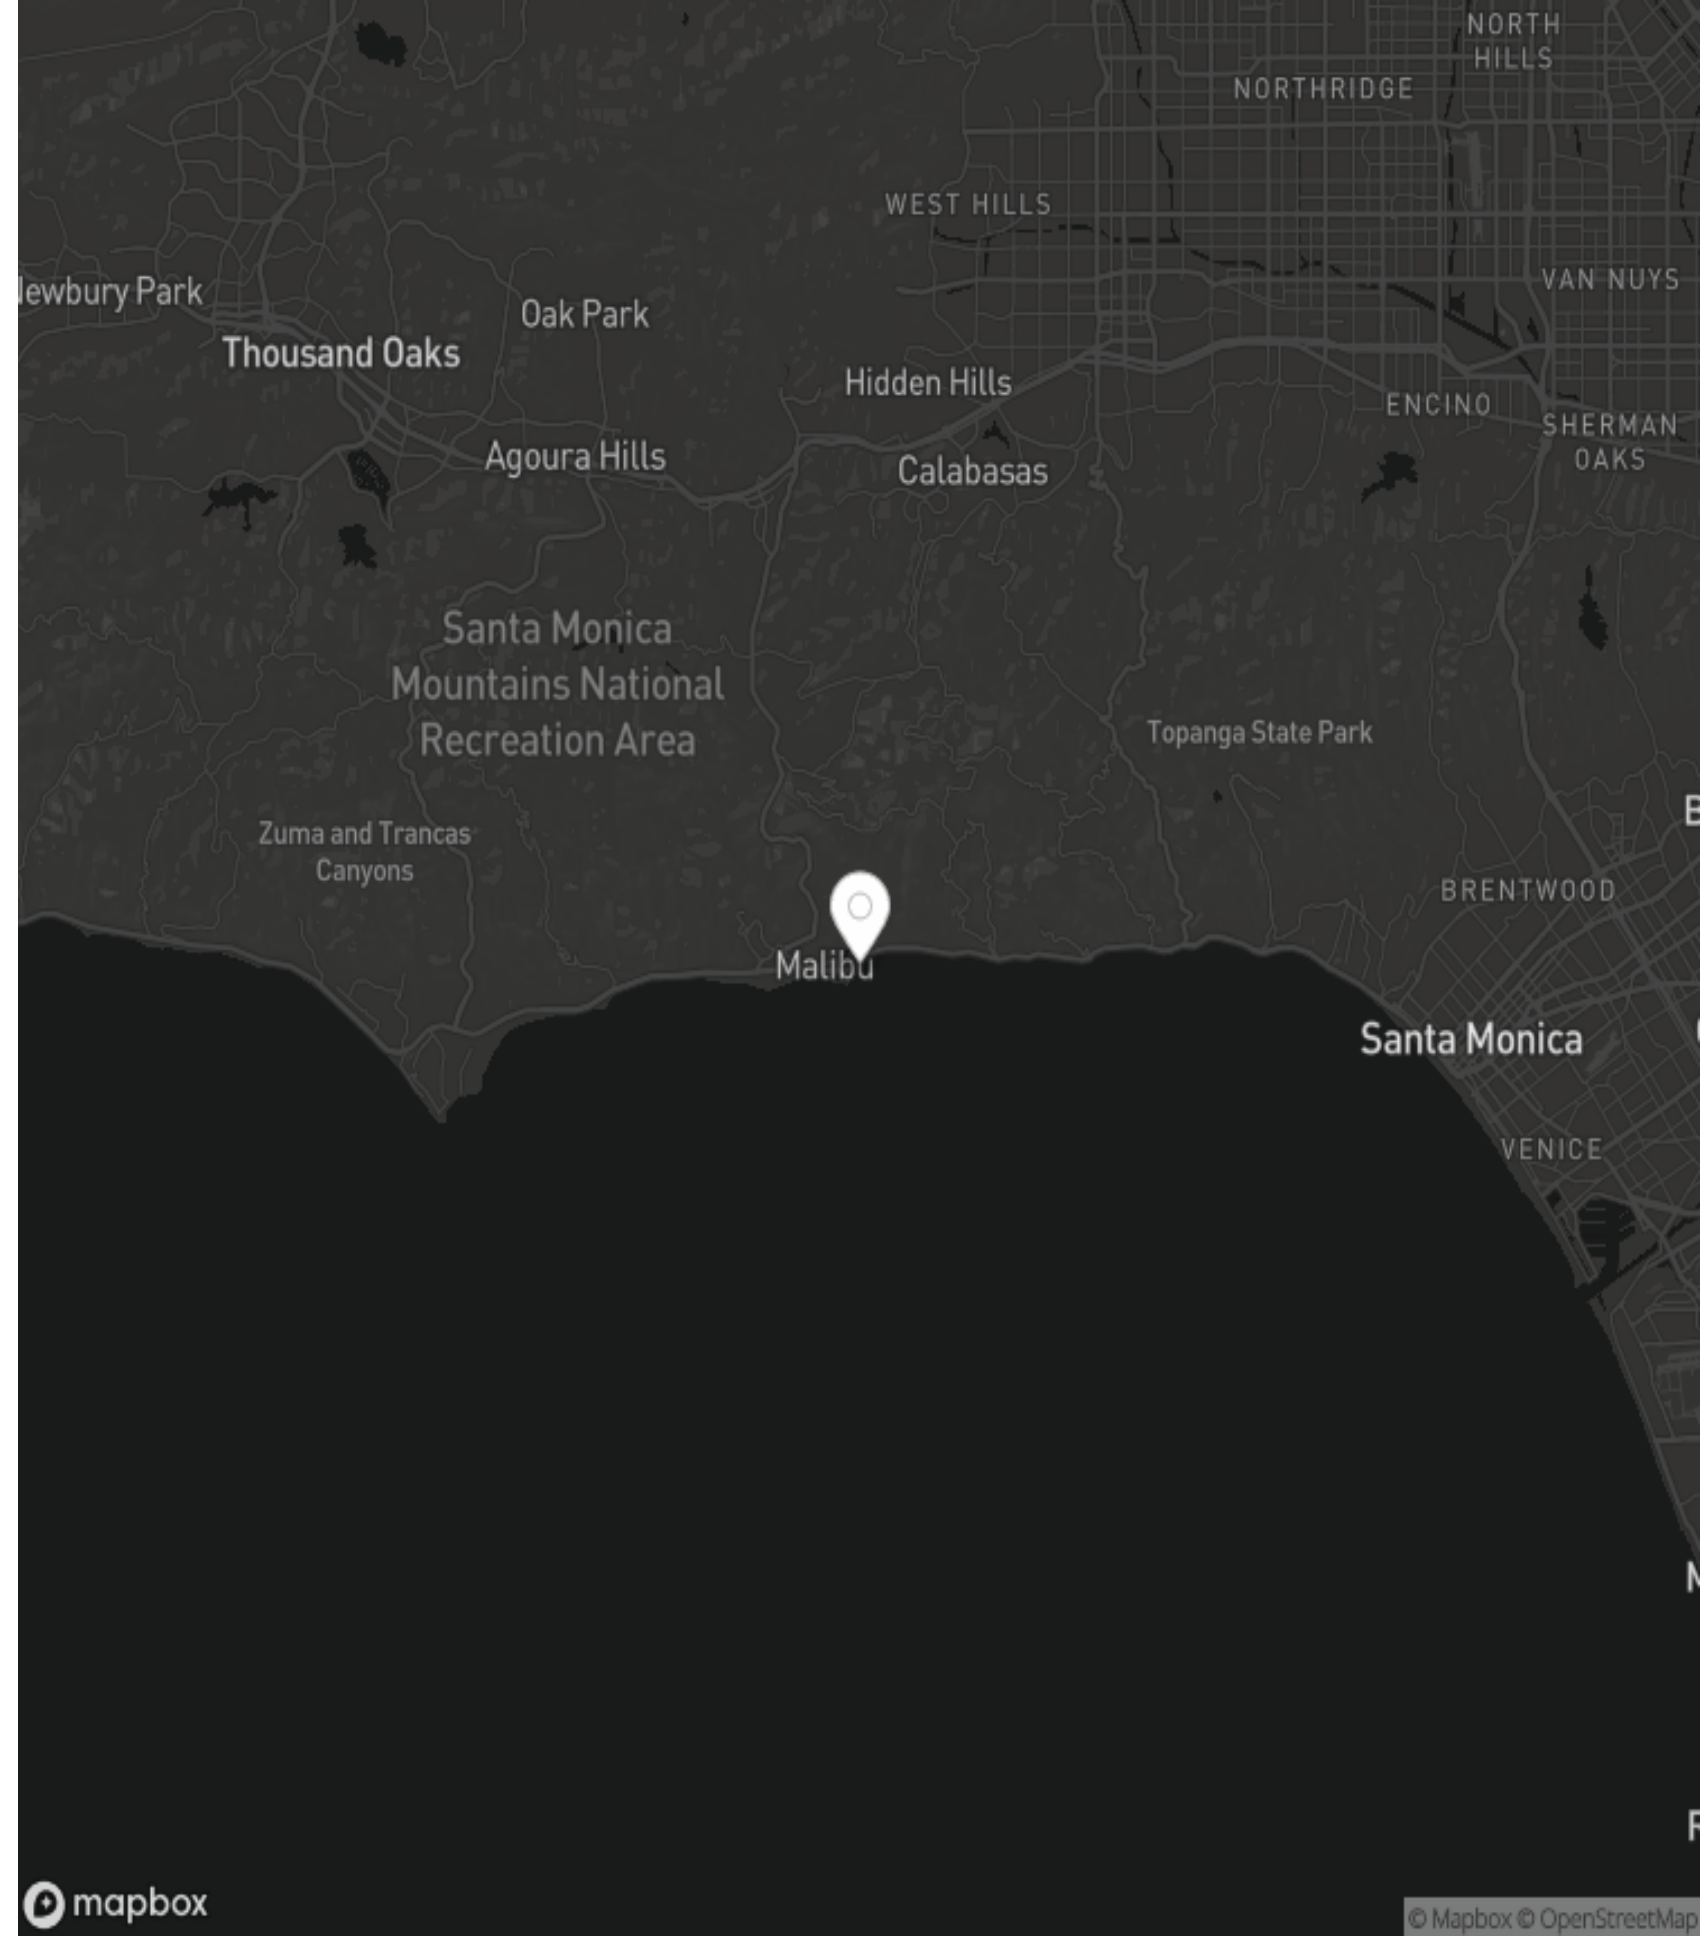 NORTH
HILLS
NORTHRIDGE
WEST HILLS
VAN NUYS
Newbury Park
Oak Park
Thousand Oaks
Hidden Hills
ENCINO
SHERMAN
OAKS
Agoura Hills
Calabasas
Santa Monica
Mountains National
Recreation Area
Topanga State Park
Zuma and Trancas
Canyons
BRENTWOOD
Malibu
Santa Monica
VENICE
mapbox
© Mapbox © OpenStreetMap